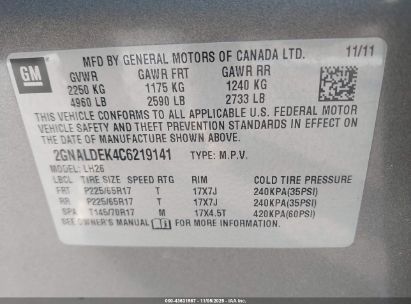 GM
MFD BY GENERAL MOTORS OF CANADA LTD. 11/11
GVWR GAWR FRT GAWR RR
2250 KG 1175 KG 1240 KG
4960 LB 2590 LB 2733 LB
THIS VEHICLE CONFORMS TO ALL APPLICABLE U.S. FEDERAL MOTOR
VEHICLE SAFETY AND THEFT PREVENTION STANDARDS IN EFFECT ON
THE DATE OF MANUFACTURE SHOWN ABOVE.
2GNALDEK4C6219141 TYPE: M.P.V.
MODEL: LH26
LBCL TIRE SIZE SPEED RTG RIM COLD TIRE PRESSURE
FRT P225/65R17 T 17X7J 240KPA(35PSI)
RR P225/65R17 T 17X7J 240KPA(35PSI)
SPA T145/70R17 M 17X4.5T 420KPA(60PSI)
SEE OWNER'S MANUAL FOR MORE INFORMATION.